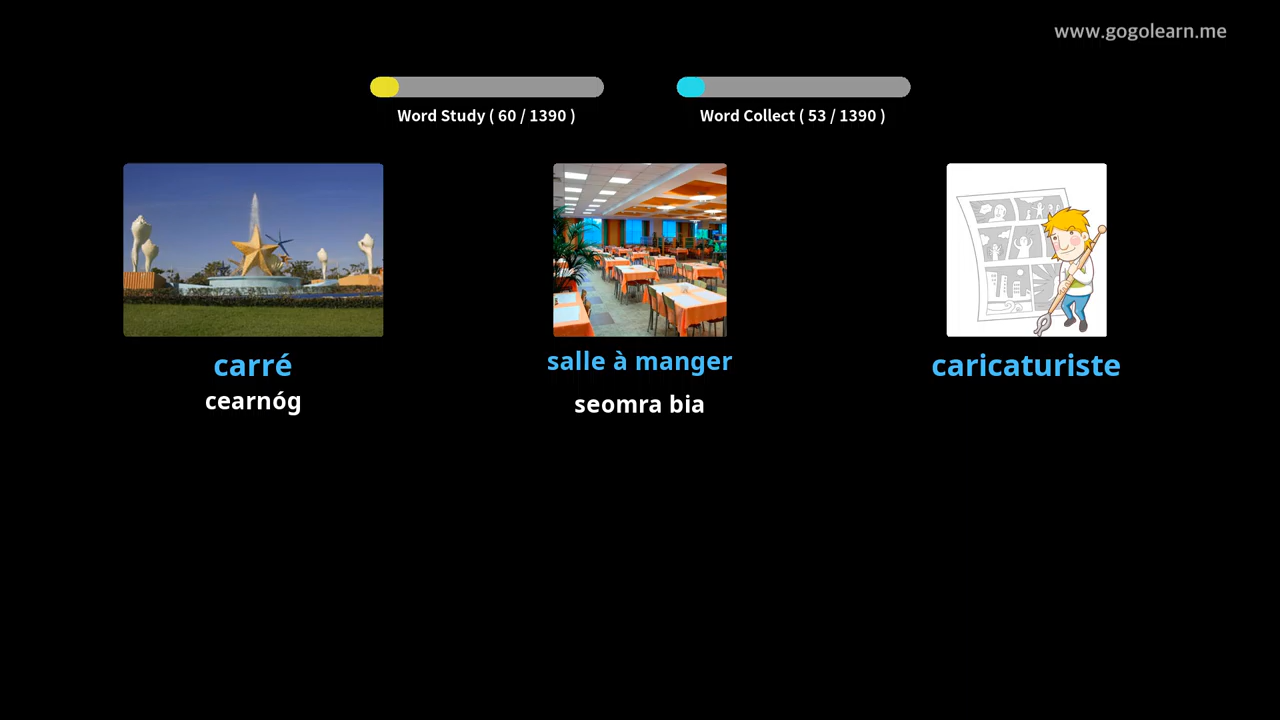 www.gogolearn.me
Word Study ( 60 / 1390 )
Word Collect ( 53 / 1390 )
carré
cearnóg
salle à manger
seomra bia
caricaturiste